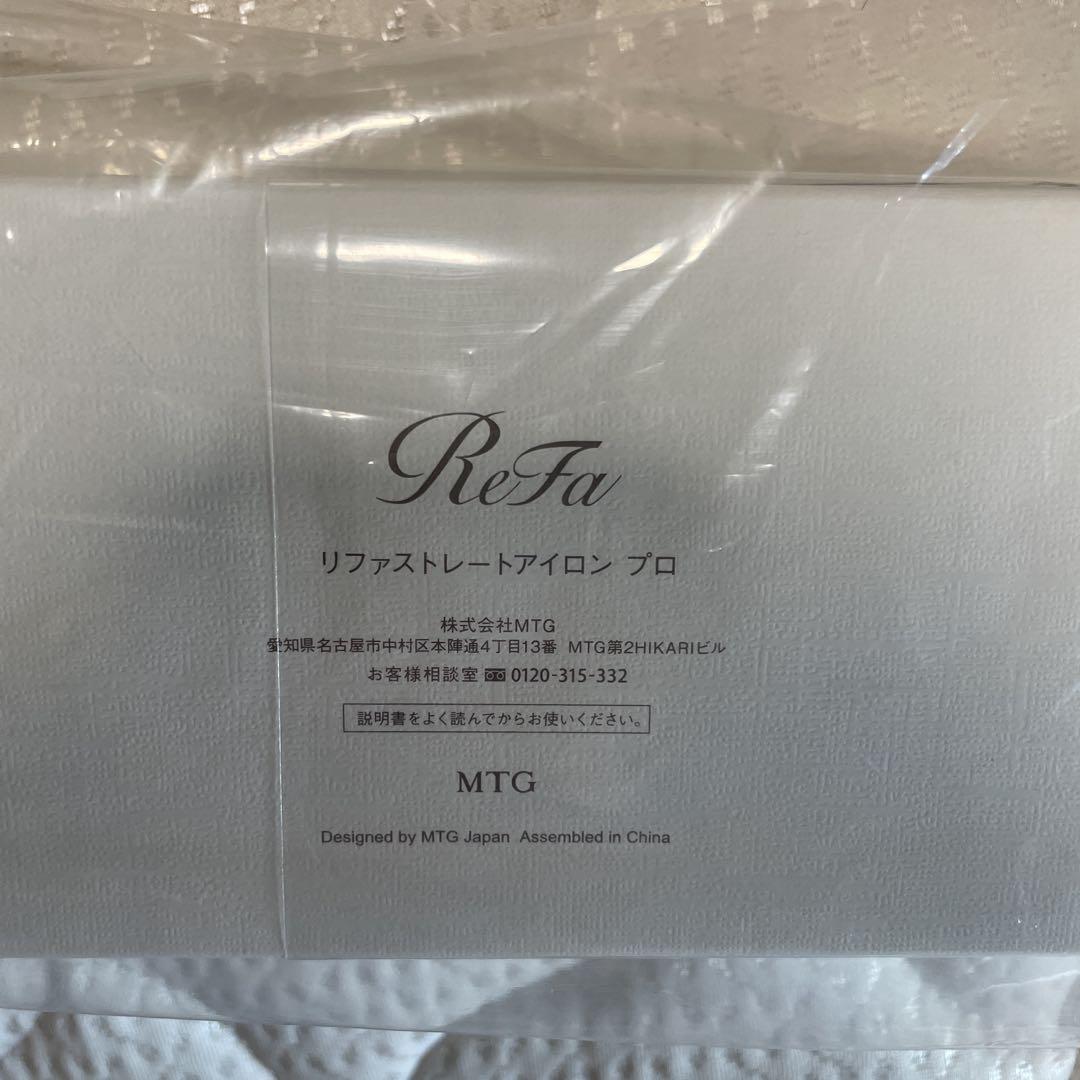 ReFa
リファストレートアイロン プロ
株式会社MTG
愛知県名古屋市中村区本陣通4丁目13番 MTG第2HIKARIビル
お客様相談室 0120-315-332
説明書をよく読んでからお使いください。
MTG
Designed by MTG Japan Assembled in China